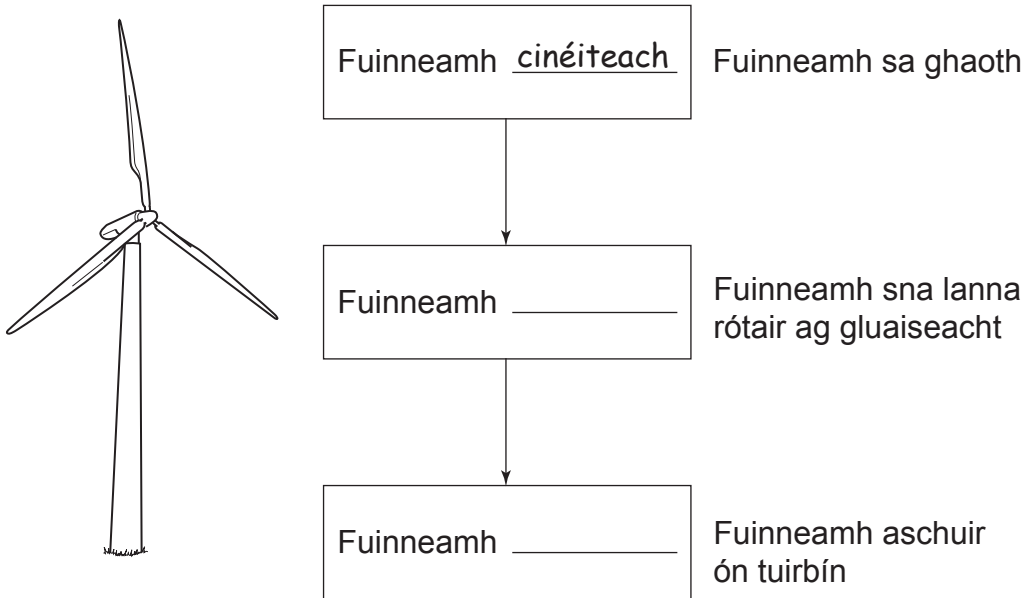 Fuinneamh cinéiteach
Fuinneamh sa ghaoth
Fuinneamh
Fuinneamh sna lanna
rótair ag gluaiseacht
Fuinneamh
Fuinneamh aschuir
ón tuirbín